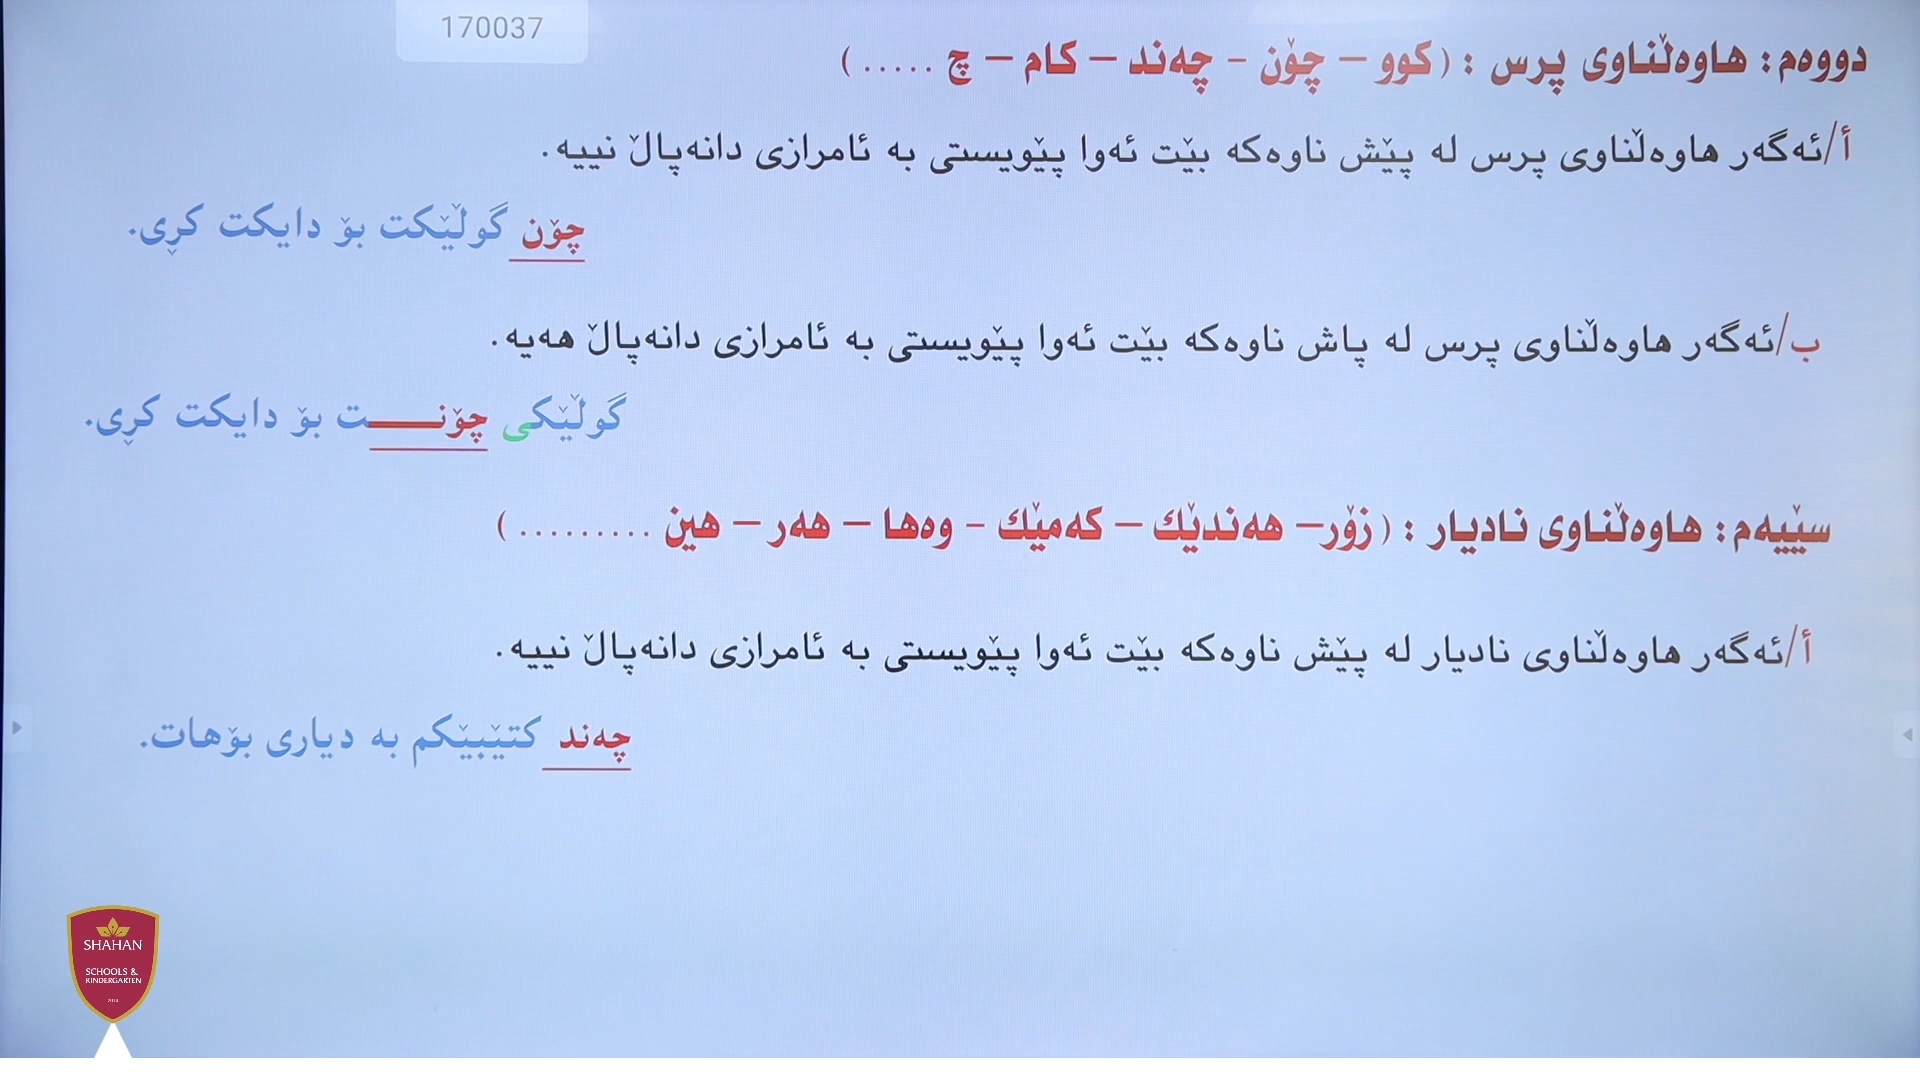 170037
دووەم: هاوەڵناوی پرس : (کوو – چۆن - چەند – کام – چ .....)
أ/ئەگەر هاوەڵناوی پرس لە پێش ناوەکە بێت ئەوا پێویستی بە ئامرازی دانەپاڵ نییە.
چۆن گوڵێکت بۆ دایکت کڕی.
ب/ئەگەر هاوەڵناوی پرس لە پاش ناوەکە بێت ئەوا پێویستی بە ئامرازی دانەپاڵ هەیە.
گوڵێکی چۆنـــــت بۆ دایکت کڕی.
سێیەم: هاوەڵناوی نادیار : (زۆر– هەندێك – کەمێك - وەها – هەر– هین .........)
أ/ئەگەر هاوەڵناوی نادیار لە پێش ناوەکە بێت ئەوا پێویستی بە ئامرازی دانەپاڵ نییە.
چەند کتێبێکم بە دیاری بۆهات.
SHAHAN
SCHOOLS &
KINDERGARTEN